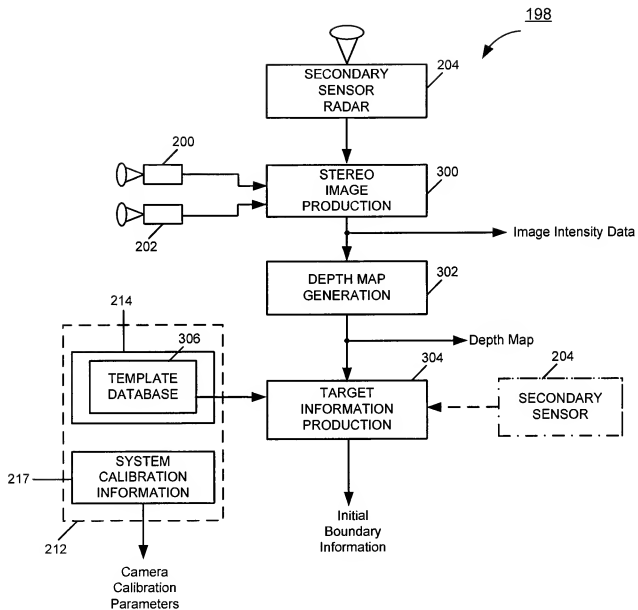 198
SECONDARY
SENSOR
RADAR
204
200
202
STEREO
IMAGE
PRODUCTION
300
Image Intensity Data
DEPTH MAP
GENERATION
302
Depth Map
214
306
TEMPLATE
DATABASE
TARGET
INFORMATION
PRODUCTION
304
204
SECONDARY
SENSOR
217
SYSTEM
CALIBRATION
INFORMATION
212
Initial
Boundary
Information
Camera
Calibration
Parameters